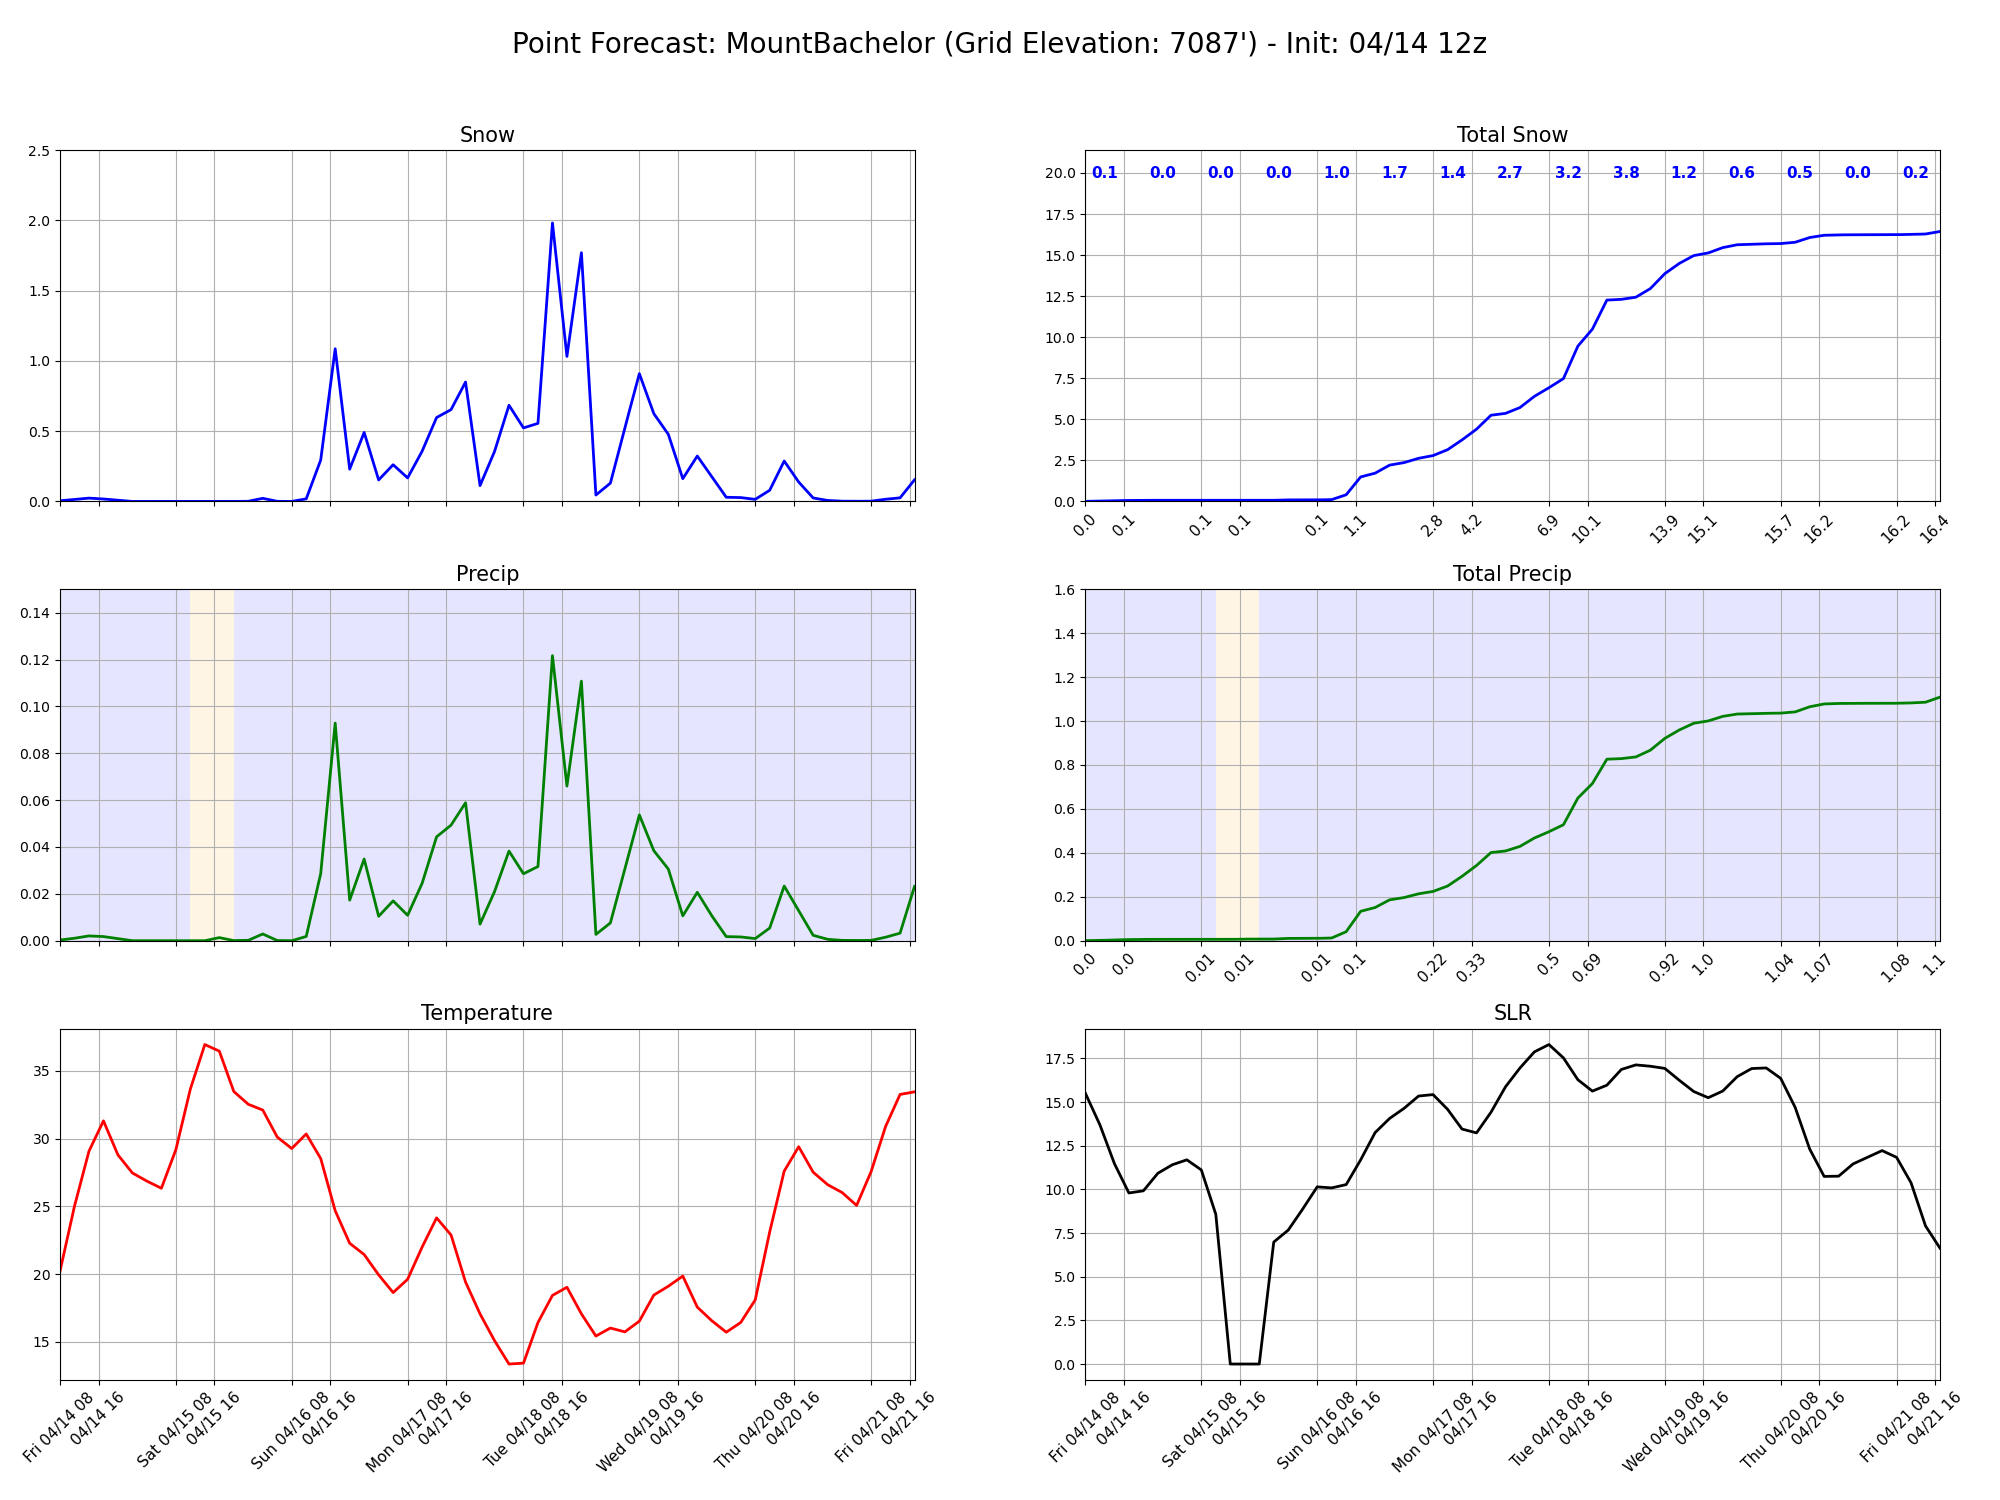 Point Forecast: MountBachelor (Grid Elevation: 7087') - Init: 04/14 12z
Snow
2.5
2.0
1.5
1.0
0.5
0.0
Total Snow
0.1 0.0 0.0 0.0 1.0 1.7 1.4 2.7 3.2 3.8 1.2 0.6 0.5 0.0 0.2
20.0
17.5
15.0
12.5
10.0
7.5
5.0
2.5
0.0
0.0 0.1 0.1 0.1 0.1 1.1 2.8 4.2 6.9 10.1 13.9 15.1 15.7 16.2 16.2 16.4
Precip
0.14
0.12
0.10
0.08
0.06
0.04
0.02
0.00
Total Precip
1.6
1.4
1.2
1.0
0.8
0.6
0.4
0.2
0.0
0.0 0.0 0.01 0.01 0.01 0.1 0.22 0.33 0.5 0.69 0.92 1.0 1.04 1.07 1.08 1.1
Temperature
35
30
25
20
15
Fri 04/14 08
04/14 16
Sat 04/15 08
04/15 16
Sun 04/16 08
04/16 16
Mon 04/17 08
04/17 16
Tue 04/18 08
04/18 16
Wed 04/19 08
04/19 16
Thu 04/20 08
04/20 16
Fri 04/21 08
04/21 16
SLR
17.5
15.0
12.5
10.0
7.5
5.0
2.5
0.0
Fri 04/14 08
04/14 16
Sat 04/15 08
04/15 16
Sun 04/16 08
04/16 16
Mon 04/17 08
04/17 16
Tue 04/18 08
04/18 16
Wed 04/19 08
04/19 16
Thu 04/20 08
04/20 16
Fri 04/21 08
04/21 16